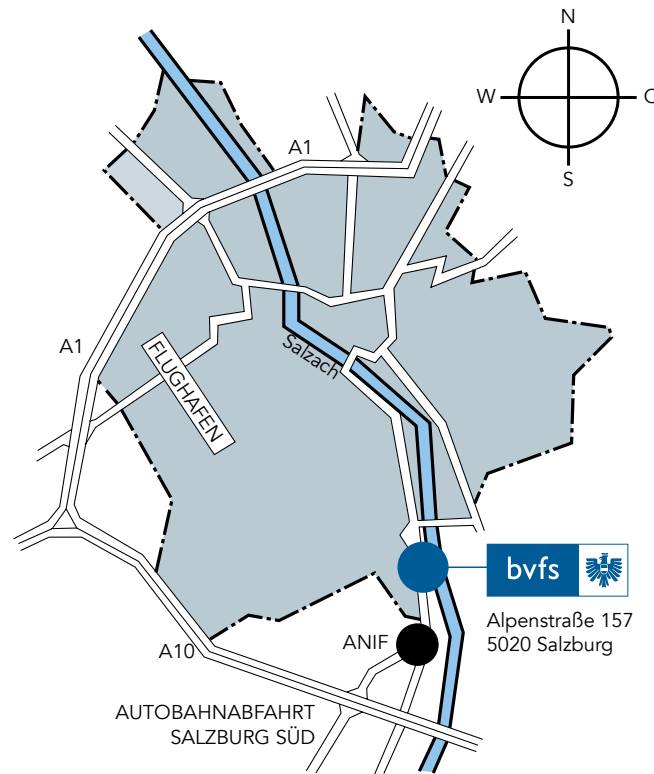 N
W
O
S
A1
A1
FLUGHAFEN
Salzach
bvfs
Alpenstraße 157
5020 Salzburg
ANIF
A10
AUTOBAHNABFAHRT
SALZBURG SÜD